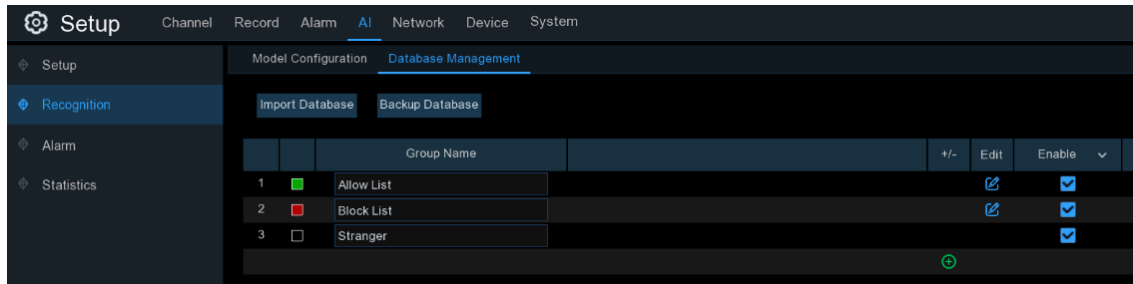 Setup Channel Record Alarm AI Network Device System
Setup
Model Configuration Database Management
Recognition
Import Database Backup Database
Alarm
Group Name +/- Edit Enable
Statistics
1 Allow List
2 Block List
3 Stranger